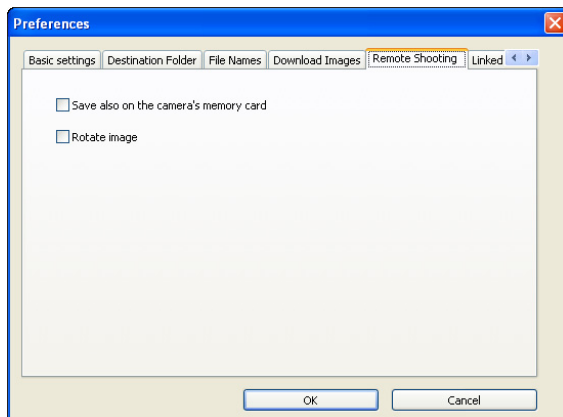 Preferences
Basic settings Destination Folder File Names Download Images Remote Shooting Linked
Save also on the camera's memory card
Rotate image
OK Cancel